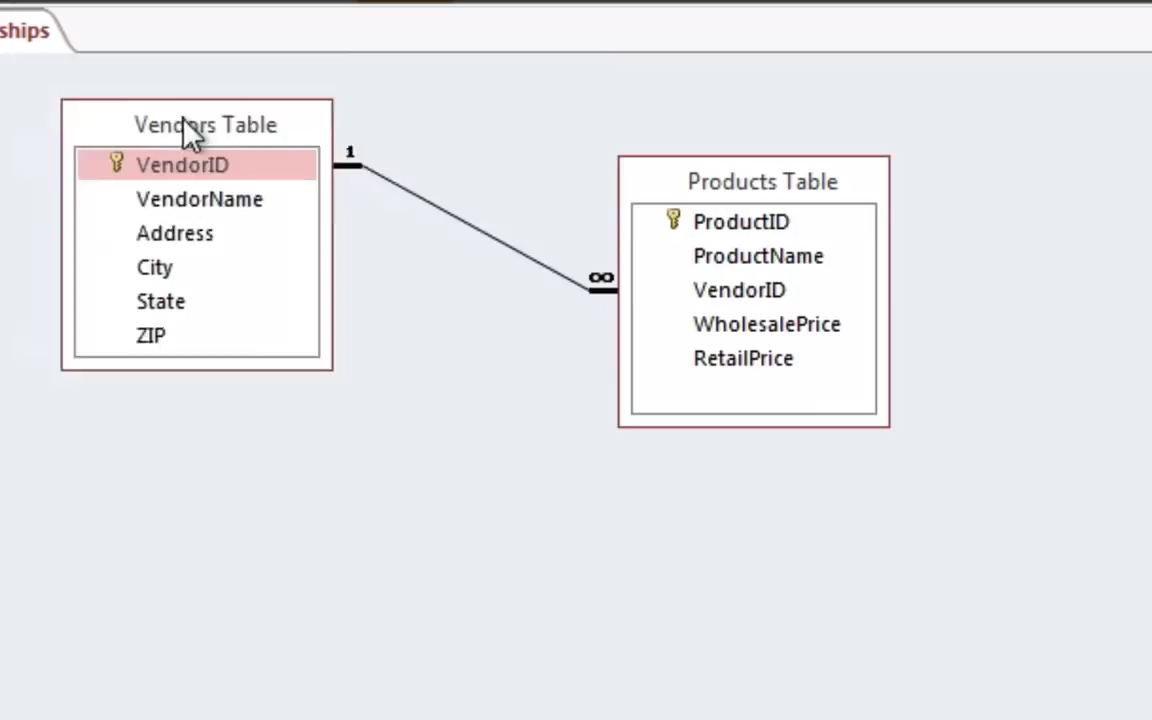 ships
Vendors Table
VendorID
VendorName
Address
City
State
ZIP
1
∞
Products Table
ProductID
ProductName
VendorID
WholesalePrice
RetailPrice